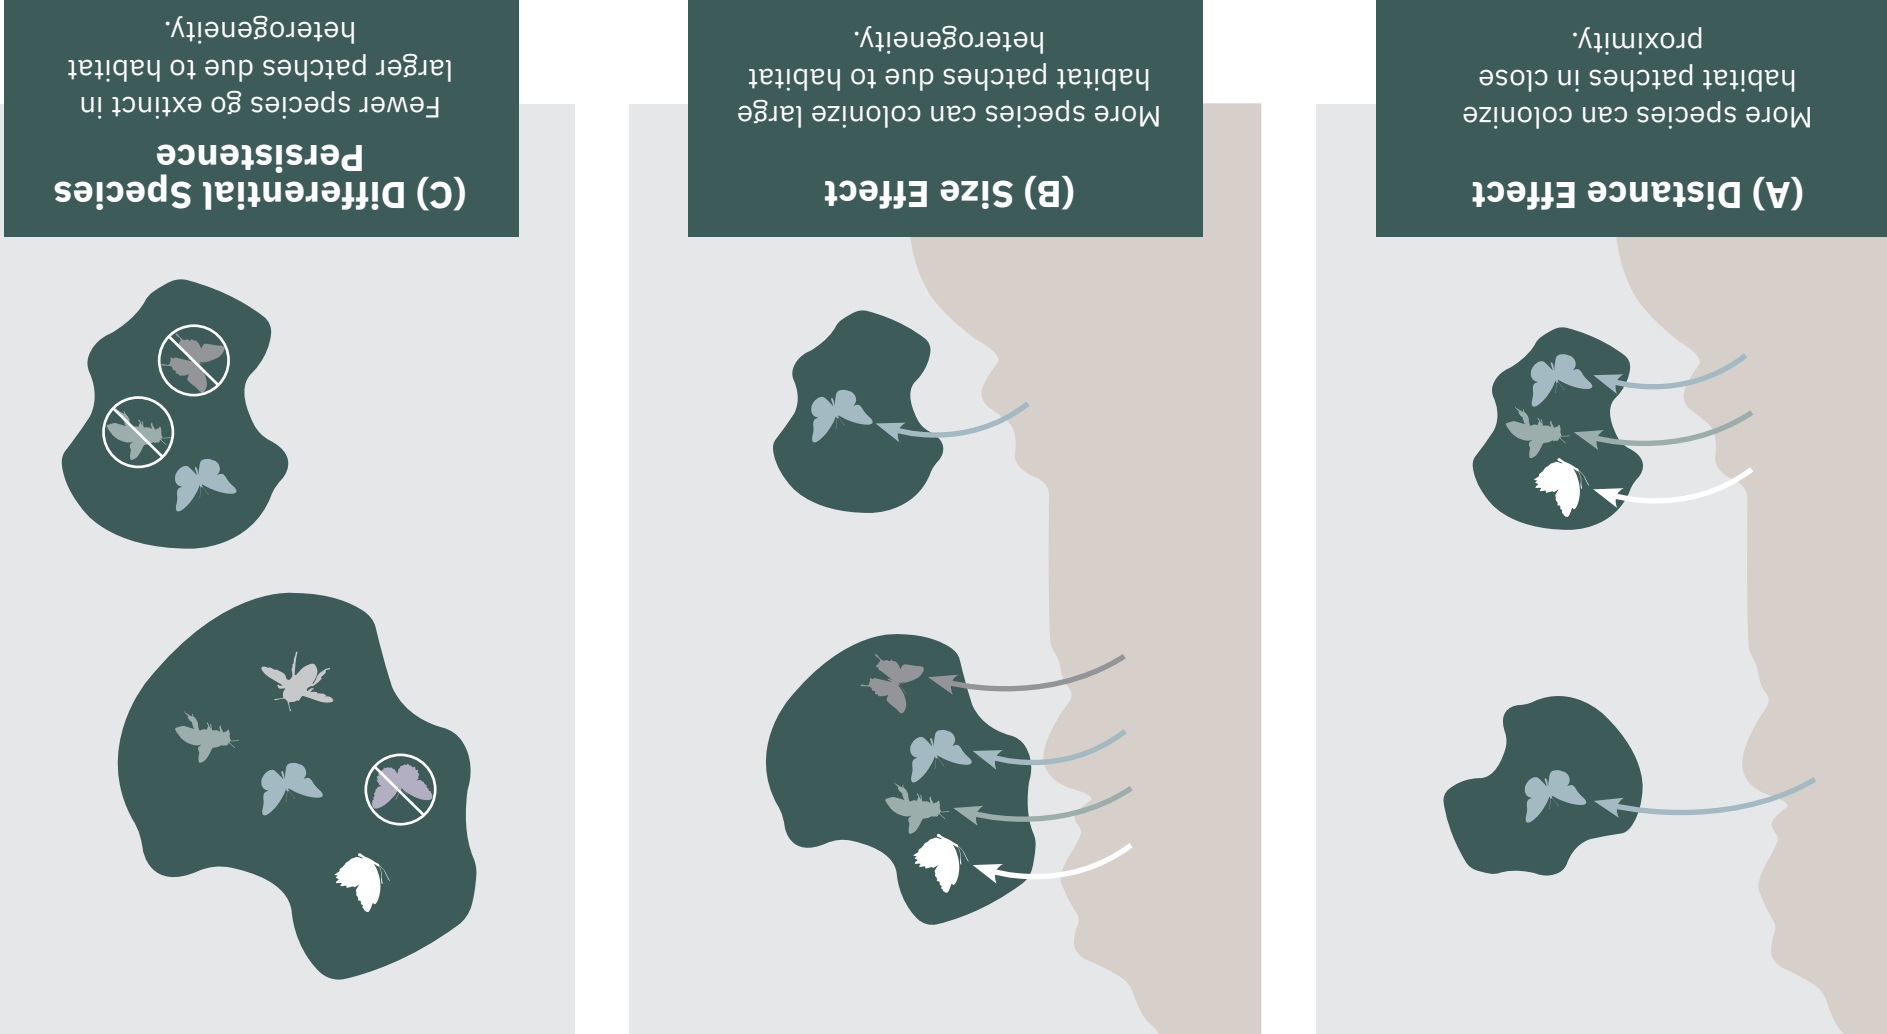 (A) Distance Effect
More species can colonize
habitat patches in close
proximity.
(B) Size Effect
More species can colonize large
habitat patches due to habitat
heterogeneity.
(C) Differential Species
Persistence
Fewer species go extinct in
larger patches due to habitat
heterogeneity.